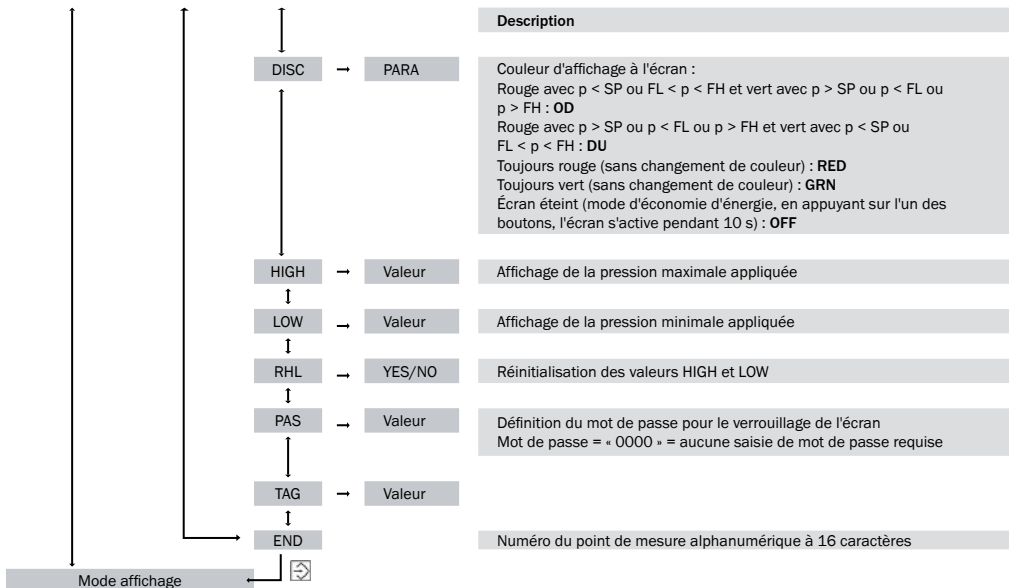 Description
DISC → PARA
Couleur d'affichage à l'écran :
Rouge avec p < SP ou FL < p < FH et vert avec p > SP ou p < FL ou
p > FH : OD
Rouge avec p > SP ou p < FL ou p > FH et vert avec p < SP ou
FL < p < FH : DU
Toujours rouge (sans changement de couleur) : RED
Toujours vert (sans changement de couleur) : GRN
Écran éteint (mode d'économie d'énergie, en appuyant sur l'un des
boutons, l'écran s'active pendant 10 s) : OFF
HIGH → Valeur
Affichage de la pression maximale appliquée
LOW → Valeur
Affichage de la pression minimale appliquée
RHL → YES/NO
Réinitialisation des valeurs HIGH et LOW
PAS → Valeur
Définition du mot de passe pour le verrouillage de l'écran
Mot de passe = « 0000 » = aucune saisie de mot de passe requise
TAG → Valeur
END
Numéro du point de mesure alphanumérique à 16 caractères
Mode affichage